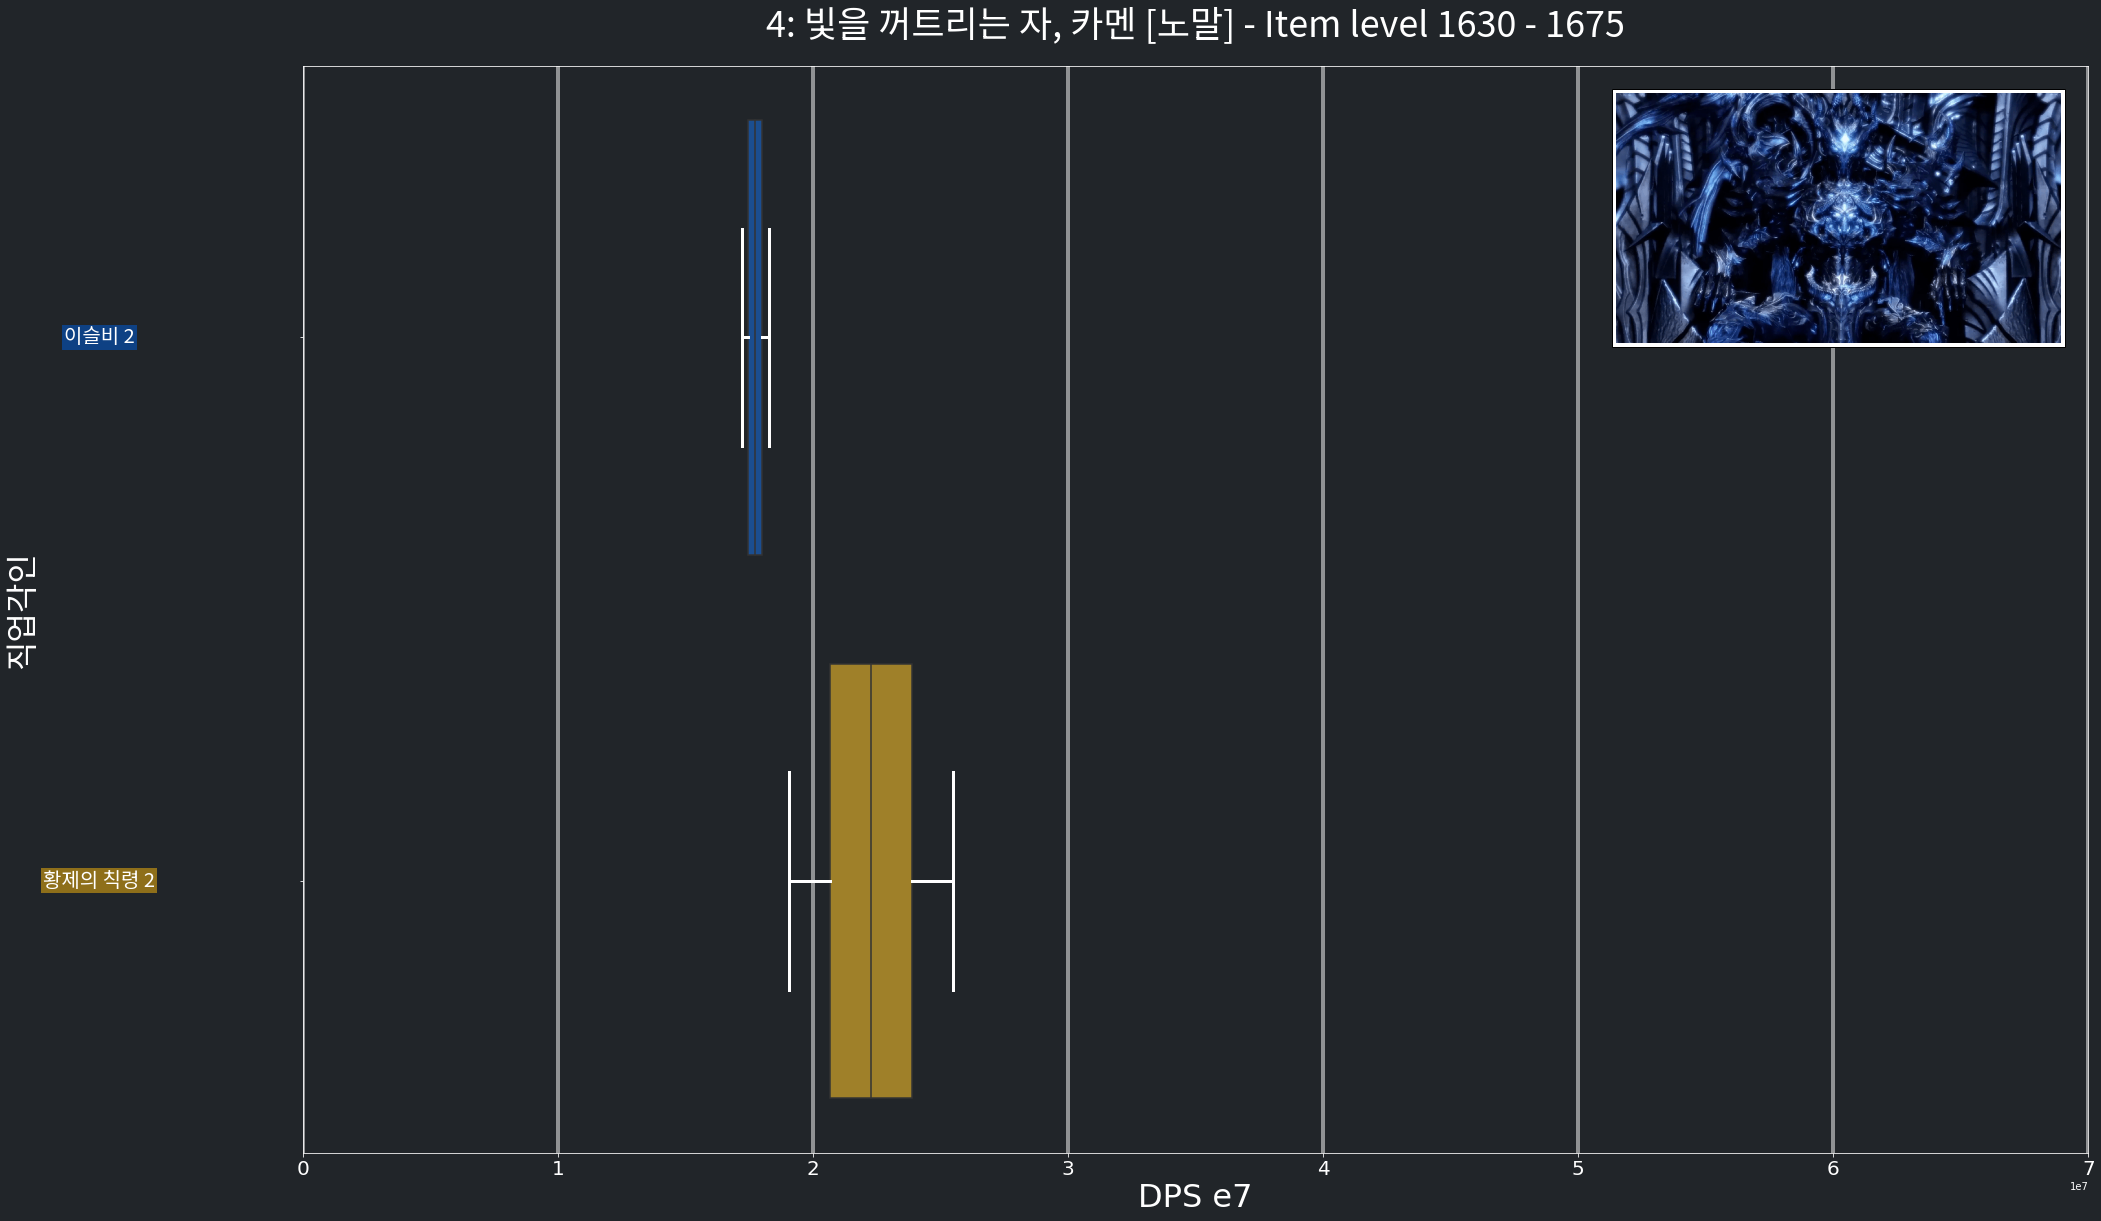 4: 빛을 꺼트리는 자, 카멘 [노말] - Item level 1630 - 1675
직업각인
이슬비 2
황제의 칙령 2
0 1 2 3 4 5 6 7
1e7
DPS e7